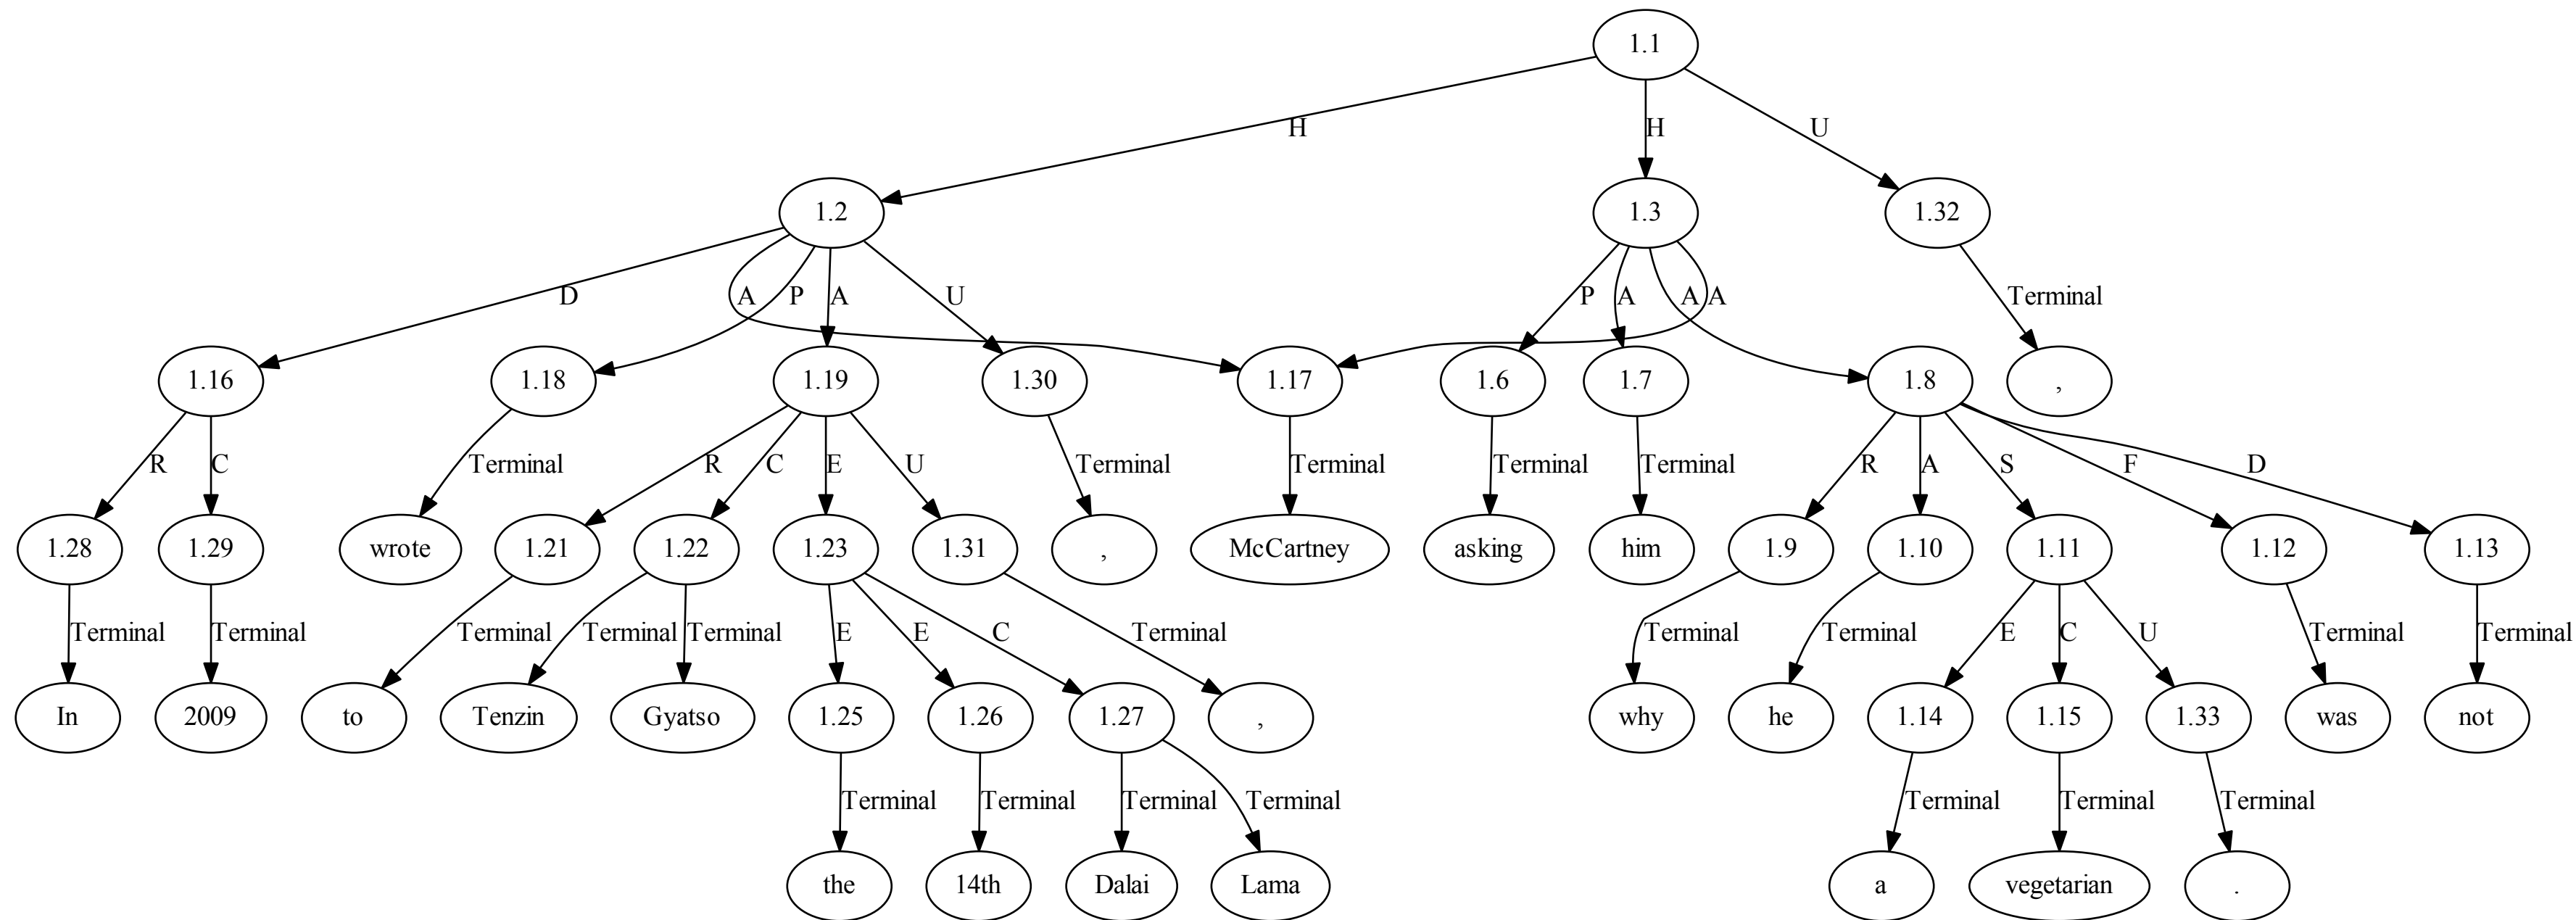 1.1
H H U
1.2 1.3 1.32
D A P A U P A A A Terminal
1.16 1.18 1.19 1.30 1.17 1.6 1.7 1.8 ,
R C Terminal R C E U Terminal Terminal Terminal Terminal R A S F D
1.28 1.29 wrote 1.21 1.22 1.23 1.31 , McCartney asking him 1.9 1.10 1.11 1.12 1.13
Terminal Terminal Terminal Terminal Terminal E E C Terminal Terminal Terminal E C U Terminal Terminal
In 2009 to Tenzin Gyatso 1.25 1.26 1.27 , why he 1.14 1.15 1.33 was not
Terminal Terminal Terminal Terminal Terminal Terminal Terminal
the 14th Dalai Lama a vegetarian .